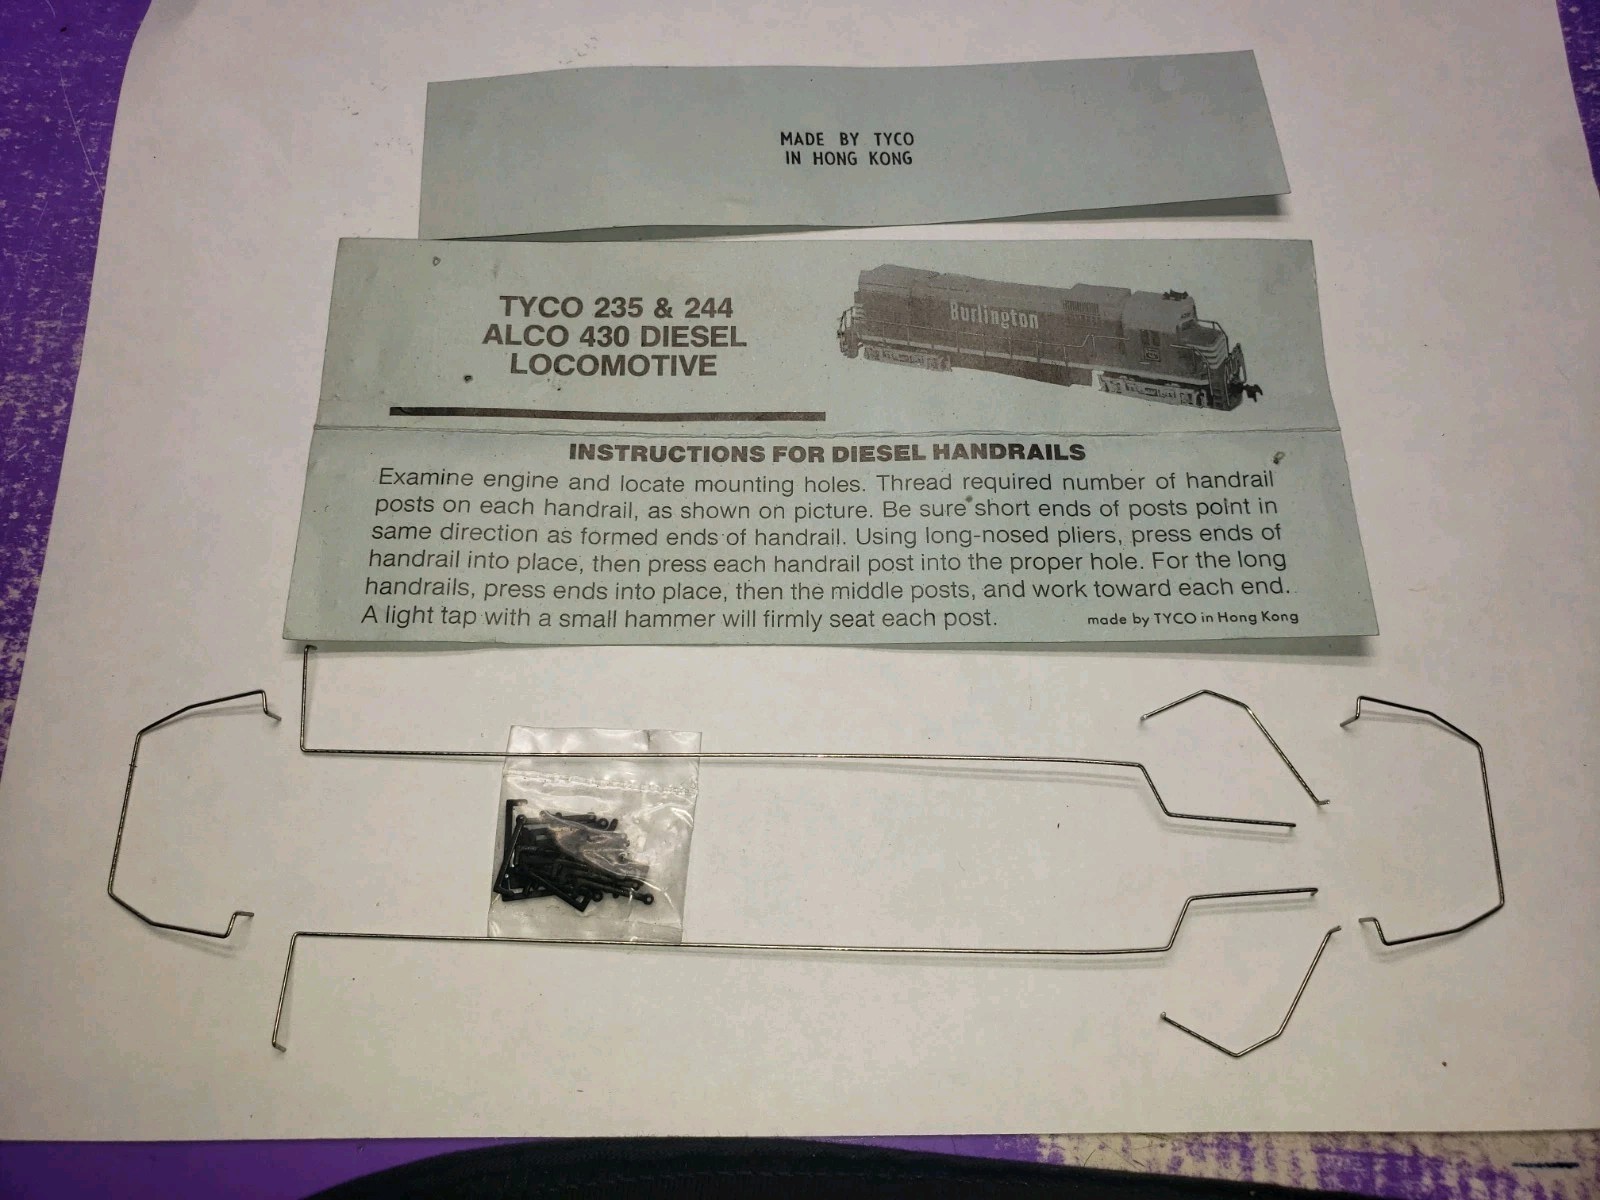 MADE BY TYCO
IN HONG KONG
TYCO 235 & 244
ALCO 430 DIESEL
LOCOMOTIVE
Burlington
INSTRUCTIONS FOR DIESEL HANDRAILS
Examine engine and locate mounting holes. Thread required number of handrail
posts on each handrail, as shown on picture. Be sure short ends of posts point in
same direction as formed ends of handrail. Using long-nosed pliers, press ends of
handrail into place, then press each handrail post into the proper hole. For the long
handrails, press ends into place, then the middle posts, and work toward each end.
A light tap with a small hammer will firmly seat each post.
made by TYCO in Hong Kong